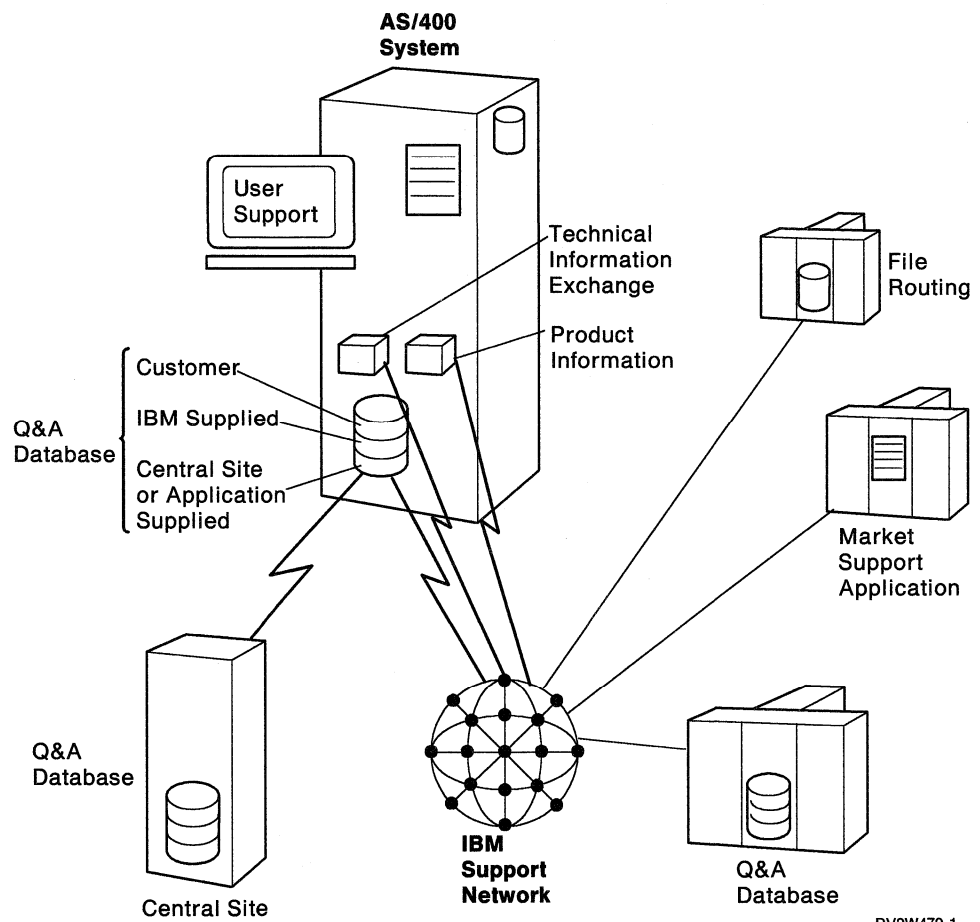 AS/400
System
User
Support
Technical
Information
Exchange
Product
Information
File
Routing
Customer
IBM Supplied
Central Site
or Application
Supplied
Q&A
Database
Market
Support
Application
Q&A
Database
Central Site
IBM
Support
Network
Q&A
Database